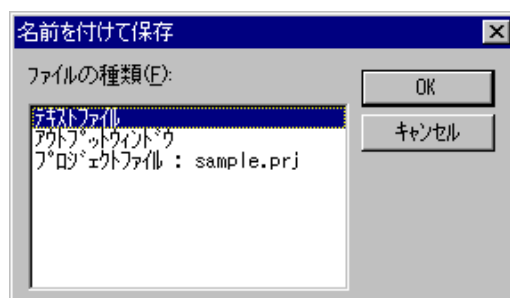 名前を付けて保存
ﾌｧｲﾙの種類(F):
OK
ｷｬﾝｾﾙ
ﾃｷｽﾄﾌｧｲﾙ
ｱｳﾄﾌﾟｯﾄｳｨﾝﾄﾞｳ
ﾌﾟﾛｼﾞｪｸﾄﾌｧｲﾙ : sample.prj